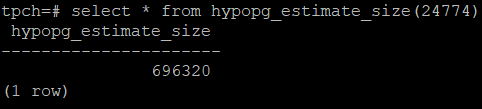 tpch=# select * from hypopg_estimate_size(24774)
 hypopg_estimate_size
----------------------
               696320
(1 row)